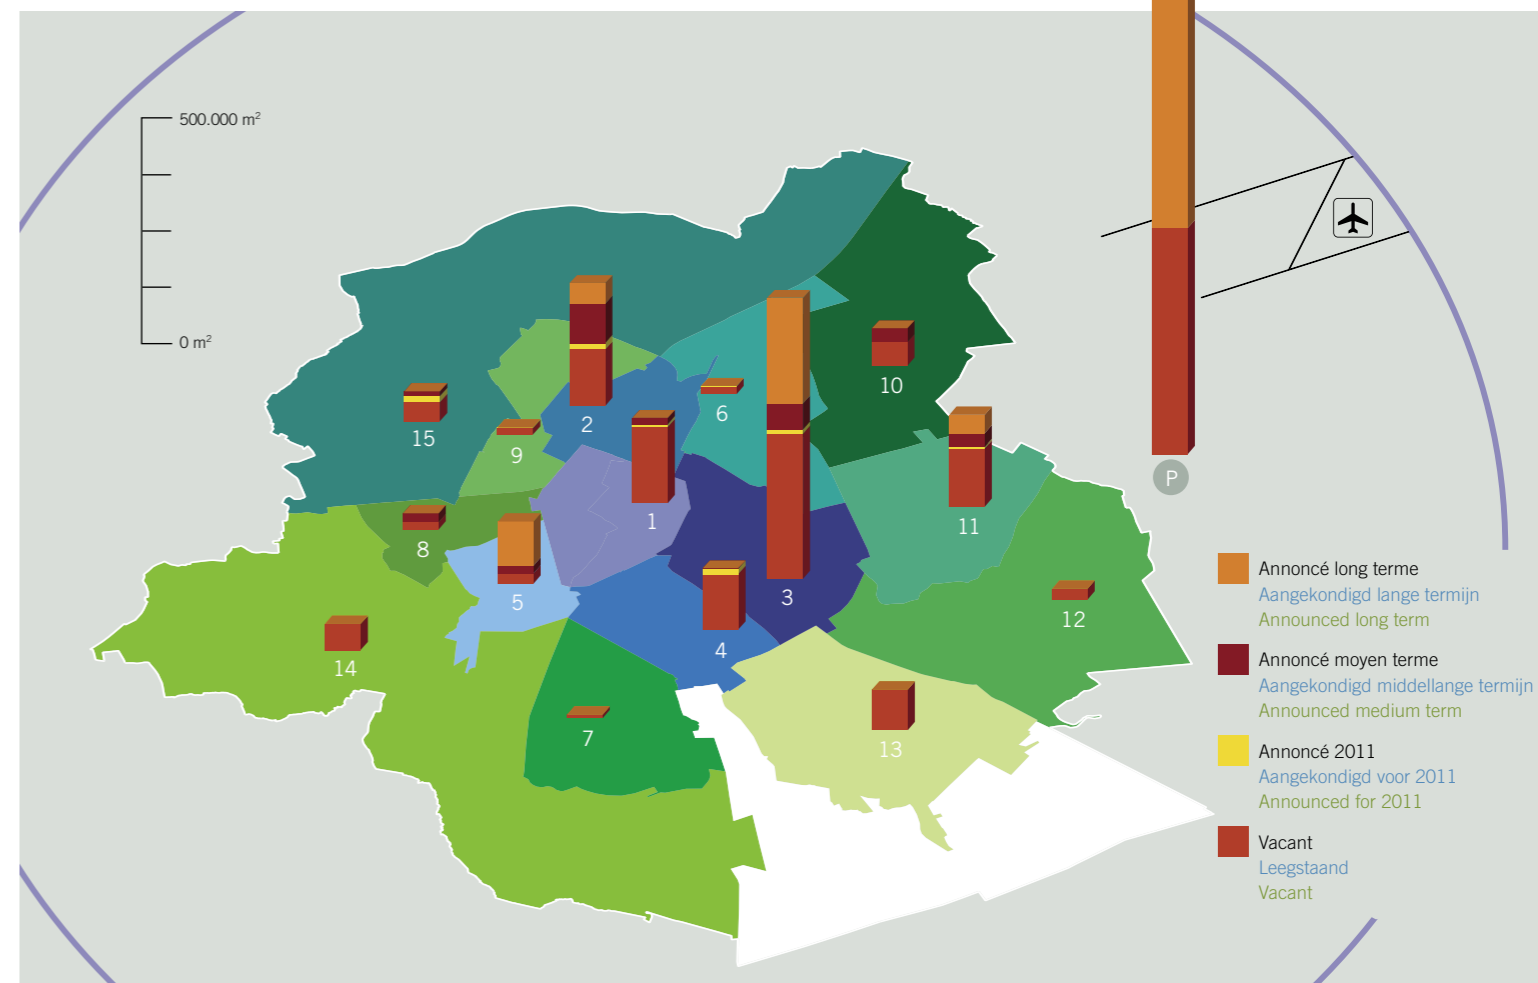 500.000 m²
0 m²
10
2
6
15
9
P
1
11
8
3
5
12
4
14
7
13
Annoncé long terme
Aangekondigd lange termijn
Announced long term
Annoncé moyen terme
Aangekondigd middellange termijn
Announced medium term
Annoncé 2011
Aangekondigd voor 2011
Announced for 2011
Vacant
Leegstaand
Vacant